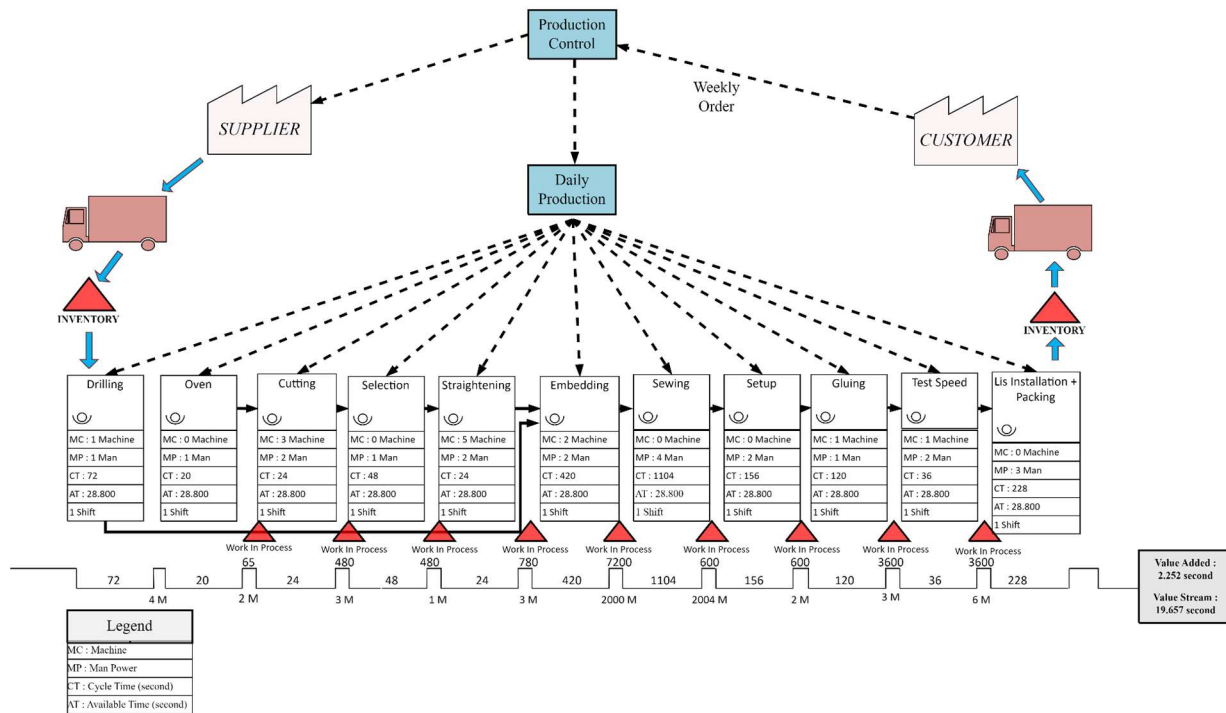 Production
Control
Weekly
Order
SUPPLIER
CUSTOMER
Daily
Production
INVENTORY
INVENTORY
Drilling
MC : 1 Machine
MP : 1 Man
CT : 72
AT : 28.800
1 Shift
Oven
MC : 0 Machine
MP : 1 Man
CT : 20
AT : 28.800
1 Shift
Cutting
MC : 3 Machine
MP : 2 Man
CT : 24
AT : 28.800
1 Shift
Selection
MC : 0 Machine
MP : 1 Man
CT : 48
AT : 28.800
1 Shift
Straightening
MC : 5 Machine
MP : 2 Man
CT : 24
AT : 28.800
1 Shift
Embedding
MC : 2 Machine
MP : 2 Man
CT : 420
AT : 28.800
1 Shift
Sewing
MC : 0 Machine
MP : 4 Man
CT : 1104
AT : 28.800
1 Shift
Setup
MC : 0 Machine
MP : 2 Man
CT : 156
AT : 28.800
1 Shift
Gluing
MC : 1 Machine
MP : 1 Man
CT : 120
AT : 28.800
1 Shift
Test Speed
MC : 1 Machine
MP : 2 Man
CT : 36
AT : 28.800
1 Shift
Lis Installation +
Packing
MC : 0 Machine
MP : 3 Man
CT : 228
AT : 28.800
1 Shift
Work In Process
Work In Process
Work In Process
Work In Process
Work In Process
Work In Process
Work In Process
Work In Process
Work In Process
65
480
480
780
7200
600
600
3600
3600
72
20
24
48
24
420
1104
156
120
36
228
4 M
2 M
3 M
1 M
3 M
2000 M
2004 M
2 M
3 M
6 M
Value Added :
2.252 second
Value Stream :
19.657 second
Legend
MC : Machine
MP : Man Power
CT : Cycle Time (second)
AT : Available Time (second)